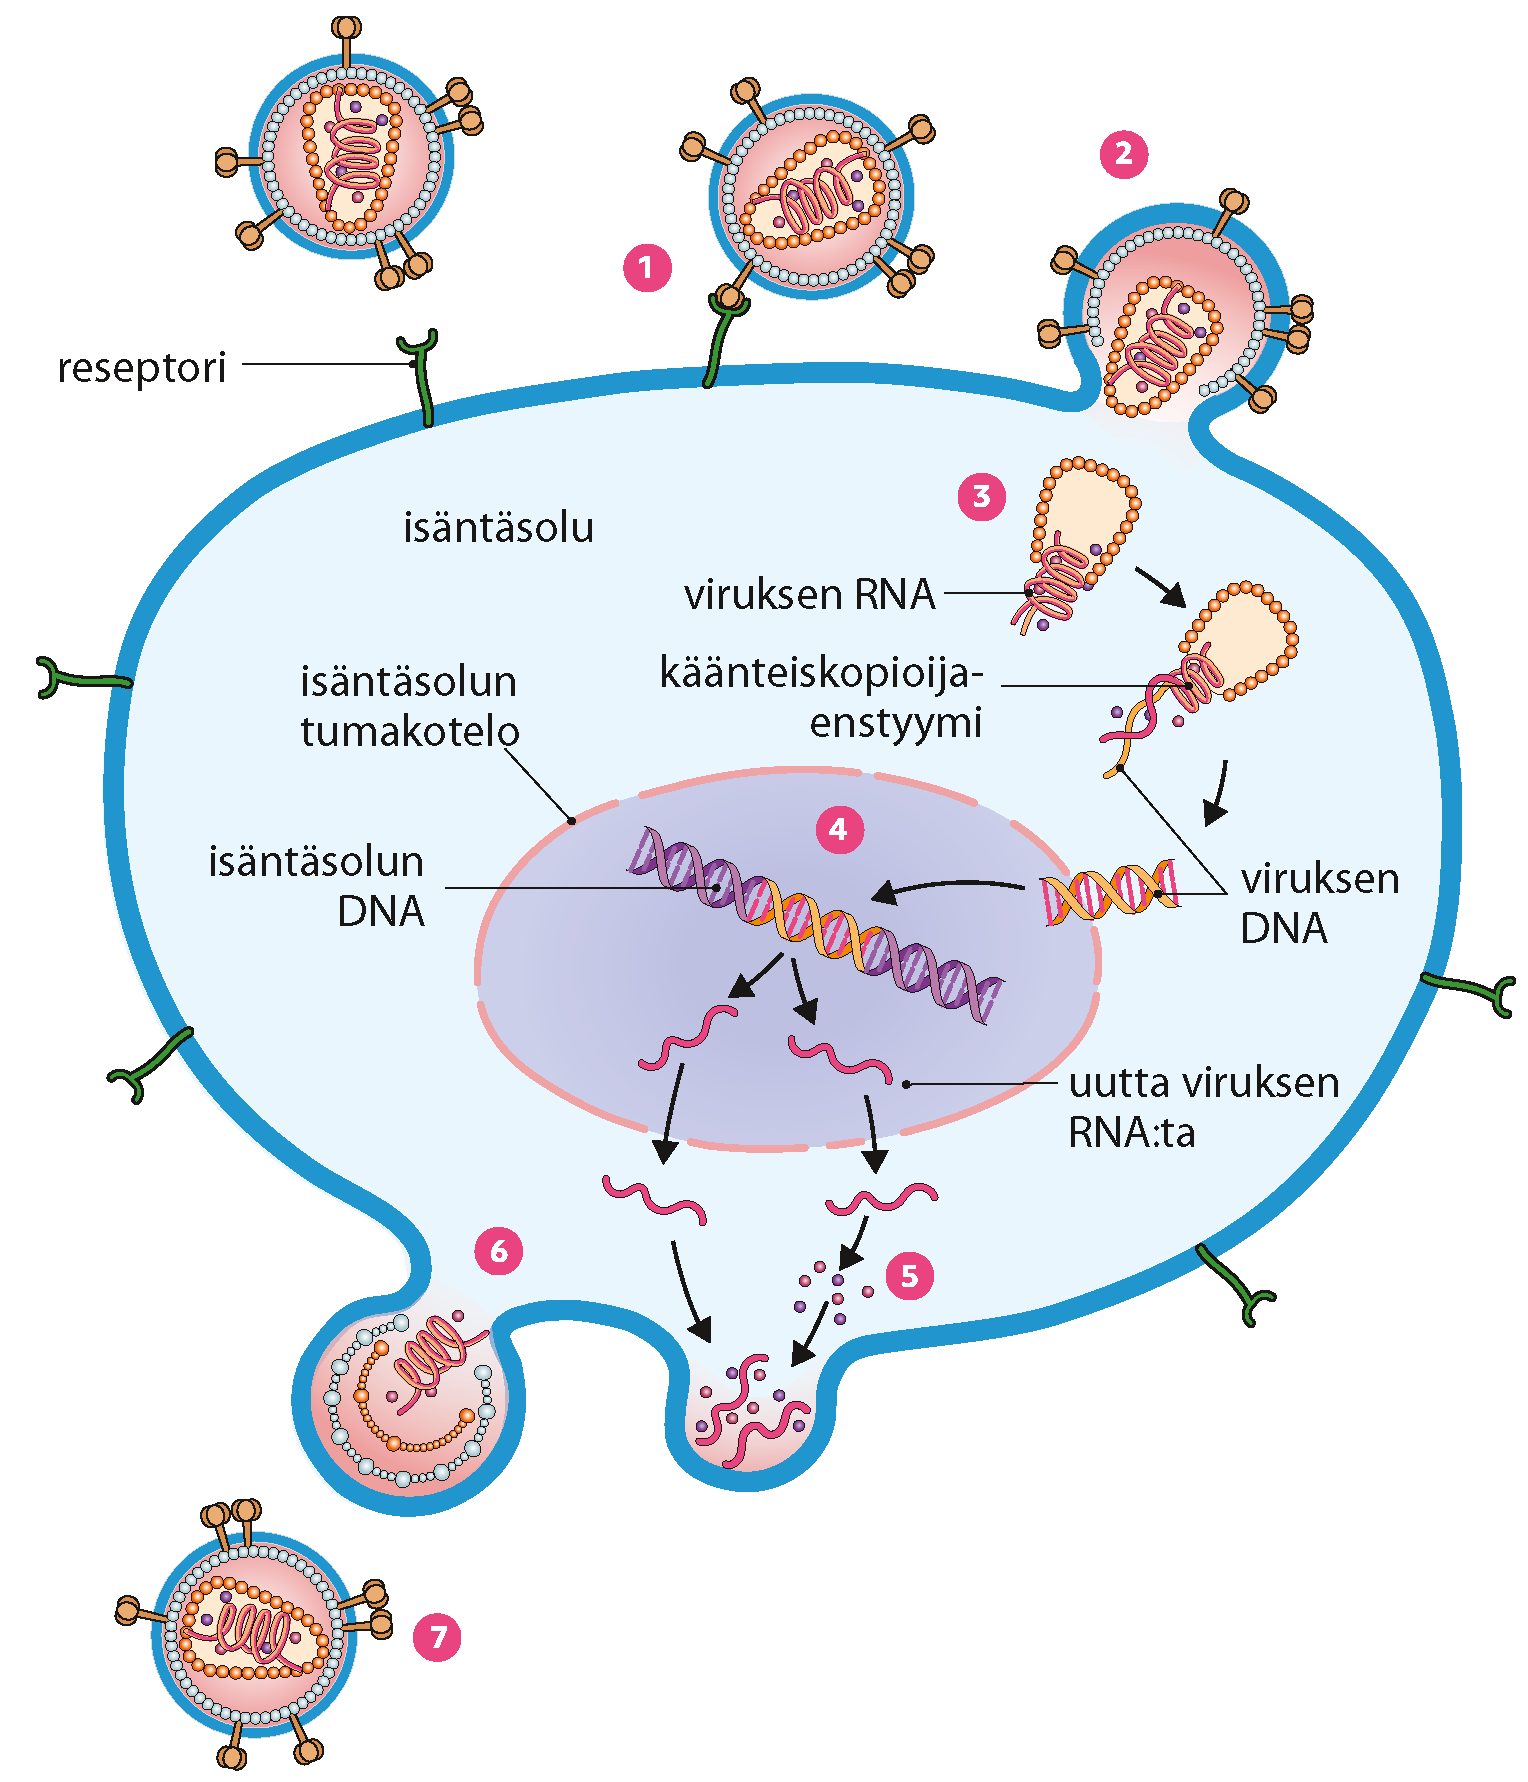 2
1
reseptori
3
isäntäsolu
viruksen RNA
isäntäsolun
tumakotelo
käänteiskopioija-
enstyymi
4
isäntäsolun
DNA
viruksen
DNA
uutta viruksen
RNA:ta
6
5
7